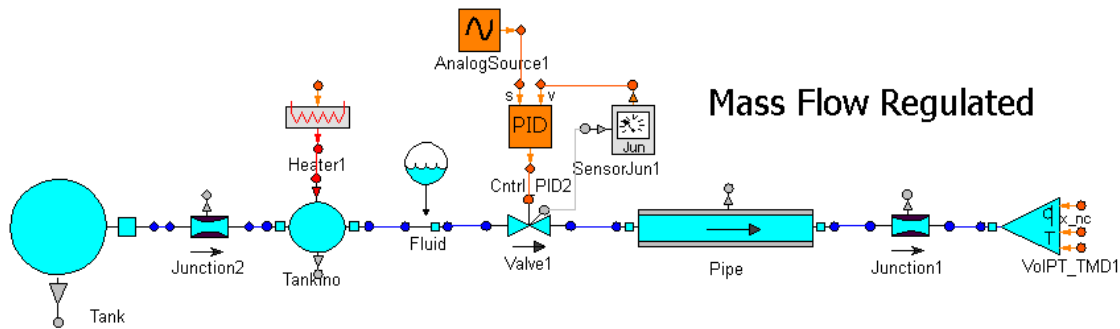 AnalogSource1
Mass Flow Regulated
s
v
PID
Jun
Heater1
SensorJun1
Cntrl_PID2
Fluid
x_nc
T
Junction2
Tankino
Valve1
Pipe
Junction1
VolPT_TMD1
Tank